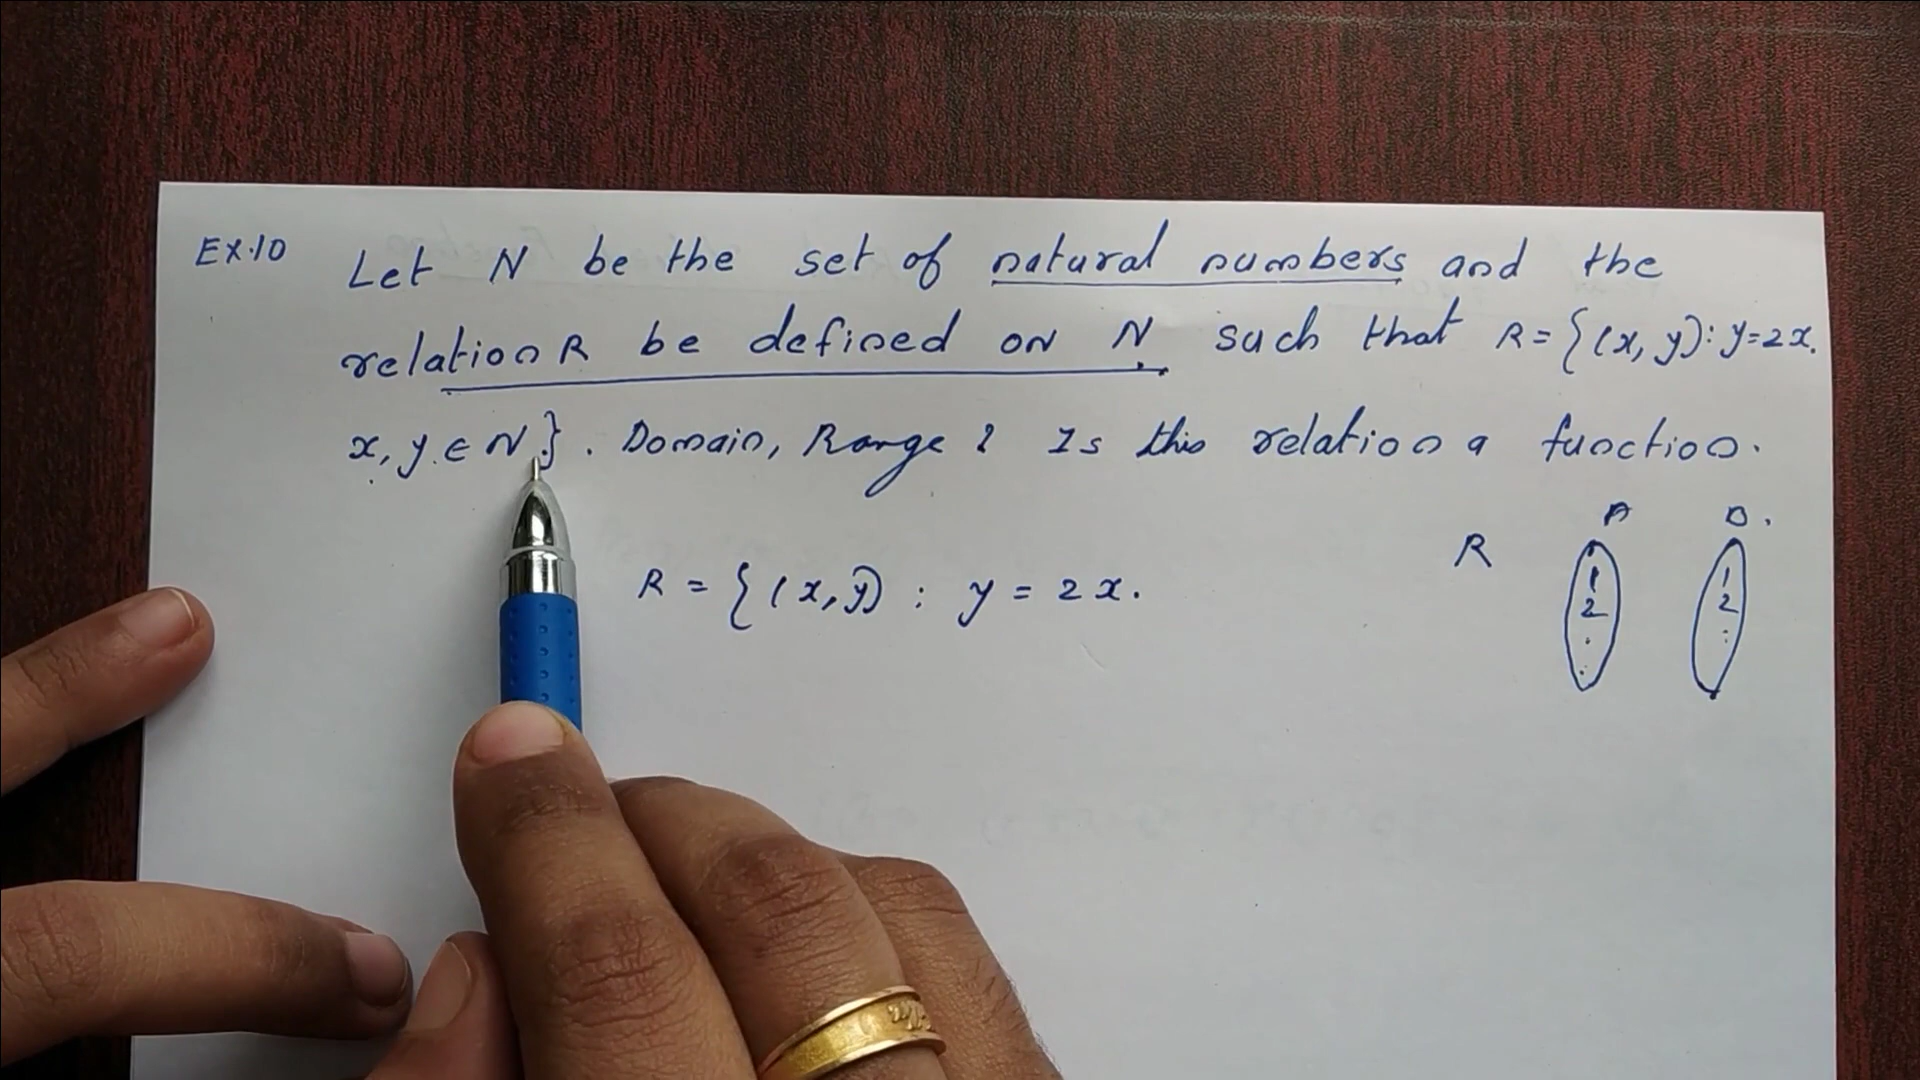 Ex.10 Let N be the set of natural numbers and the
relation R be defined on N such that R = {(x, y): y = 2x.
x, y ∈ N}. Domain, Range ? Is this relation a function.
R = {(x, y) : y = 2x.
R
A B.
1 1
2 2